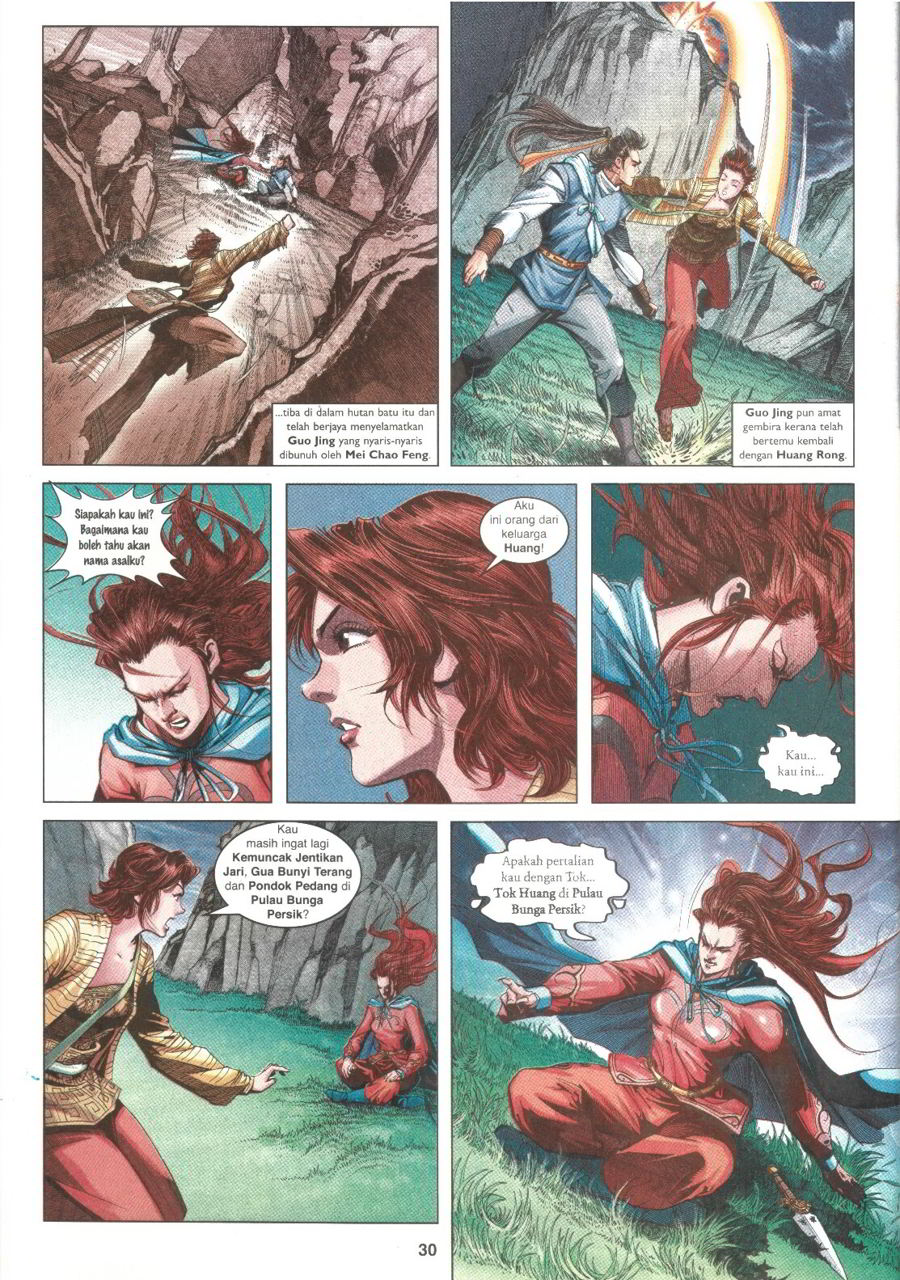 ...tiba di dalam hutan batu itu dan
telah berjaya menyelamatkan
Guo Jing yang nyaris-nyaris
dibunuh oleh Mei Chao Feng.
Guo Jing pun amat
gembira kerana telah
bertemu kembali
dengan Huang Rong.
Siapakah kau ini?
Bagaimana kau
boleh tahu akan
nama asalku?
Aku
ini orang dari
keluarga
Huang!
Kau...
kau ini...
Kau
masih ingat lagi
Kemuncak Jentikan
Jari, Gua Bunyi Terang
dan Pondok Pedang di
Pulau Bunga
Persik?
Apakah pertalian
kau dengan Tok...
Tok Huang di Pulau
Bunga Persik?
30